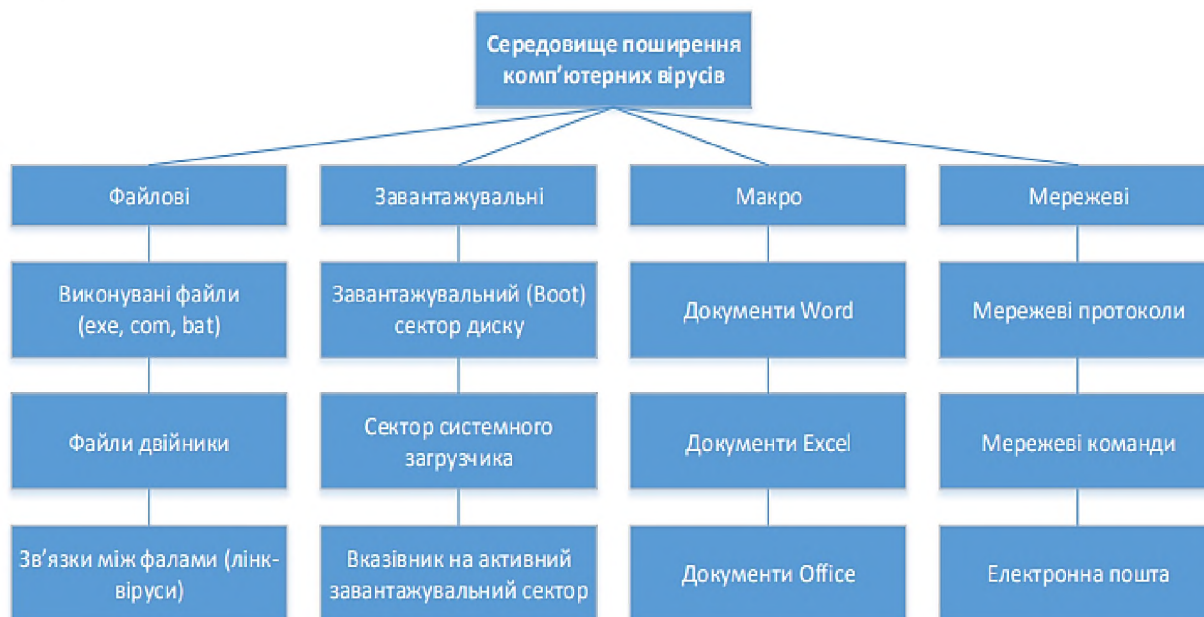 Середовище поширення
комп’ютерних вірусів
Файлові
Завантажувальні
Макро
Мережеві
Виконувані файли
(exe, com, bat)
Завантажувальний (Boot)
сектор диску
Документи Word
Мережеві протоколи
Файли двійники
Сектор системного
загрузчика
Документи Excel
Мережеві команди
Зв’язки між фалами (лінк-
віруси)
Вказівник на активний
завантажувальний сектор
Документи Office
Електронна пошта